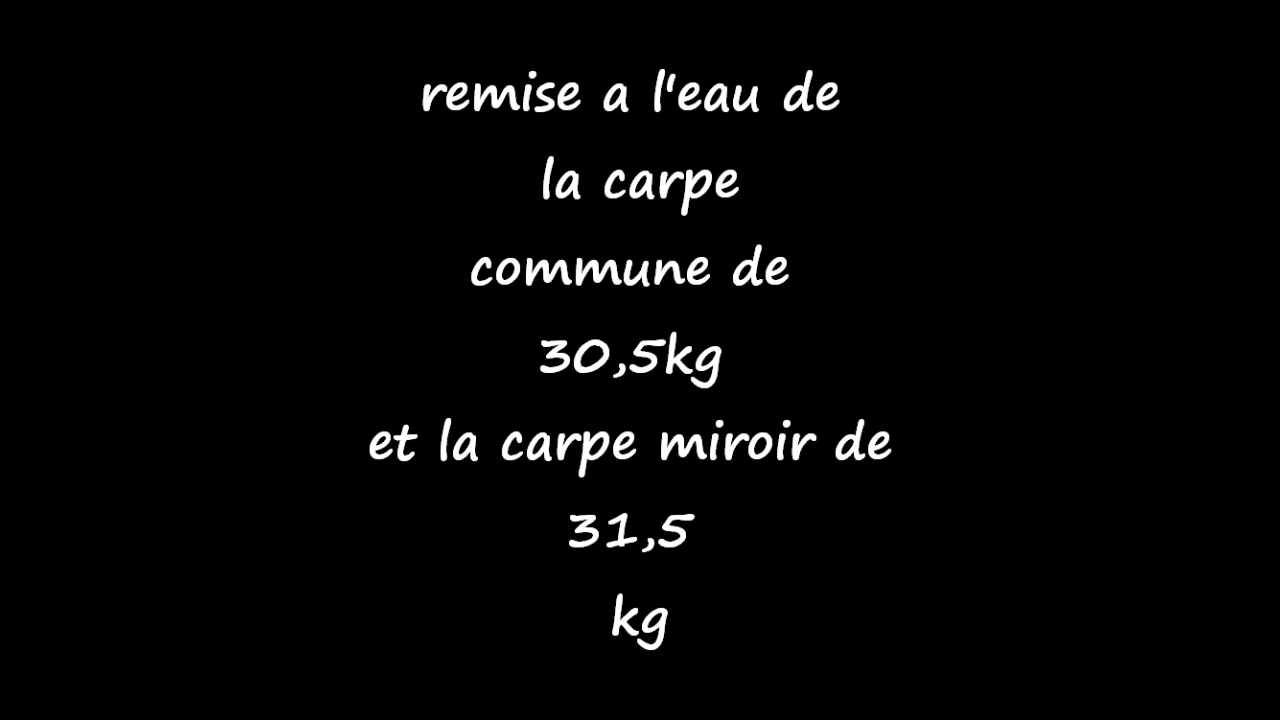 remise a l'eau de
la carpe
commune de
30,5kg
et la carpe miroir de
31,5
kg